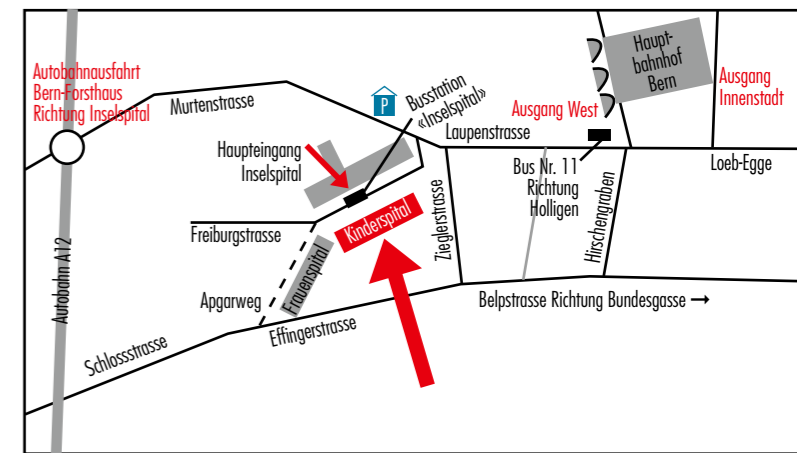 Autobahnausfahrt
Bern-Forsthaus
Richtung Inselspital
Murtenstrasse
P
Busstation
«Inselspital»
Haupt-
bahnhof
Bern
Ausgang
Innenstadt
Ausgang West
Laupenstrasse
Haupteingang
Inselspital
Bus Nr. 11
Richtung
Holligen
Loeb-Egge
Freiburgstrasse
Kinderspital
Zieglerstrasse
Hirschengraben
Autobahn A12
Apgarweg
Frauenspital
Effingerstrasse
Belpstrasse Richtung Bundesgasse →
Schlossstrasse